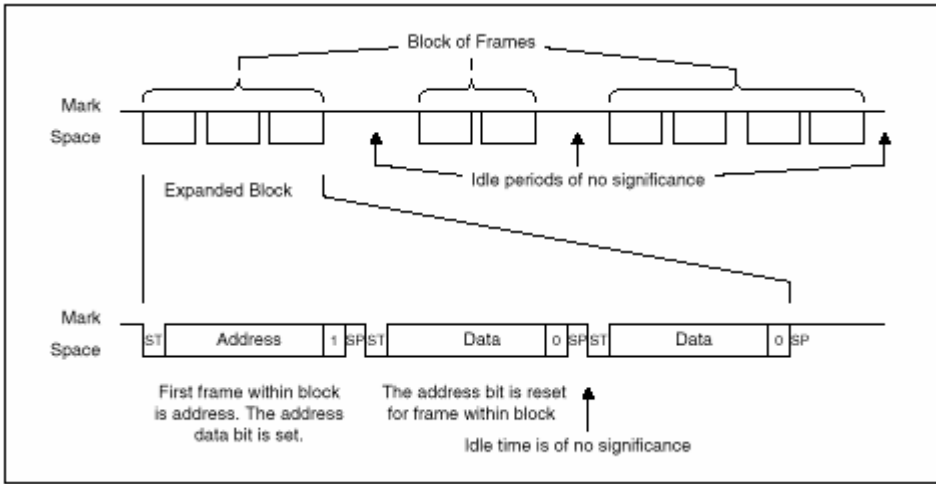 Block of Frames
Mark
Space
Idle periods of no significance
Expanded Block
Mark
Space
ST Address 1 SP ST Data 0 SP ST Data 0 SP
First frame within block
is address. The address
data bit is set.
The address bit is reset
for frame within block
Idle time is of no significance